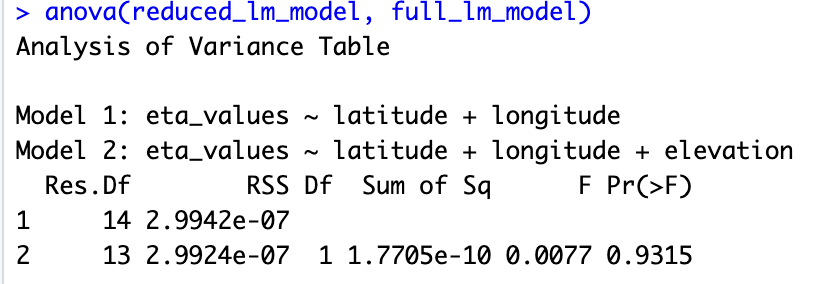 > anova(reduced_lm_model, full_lm_model)
Analysis of Variance Table

Model 1: eta_values ~ latitude + longitude
Model 2: eta_values ~ latitude + longitude + elevation
  Res.Df        RSS Df  Sum of Sq      F Pr(>F)
1     14 2.9942e-07
2     13 2.9924e-07  1 1.7705e-10 0.0077 0.9315